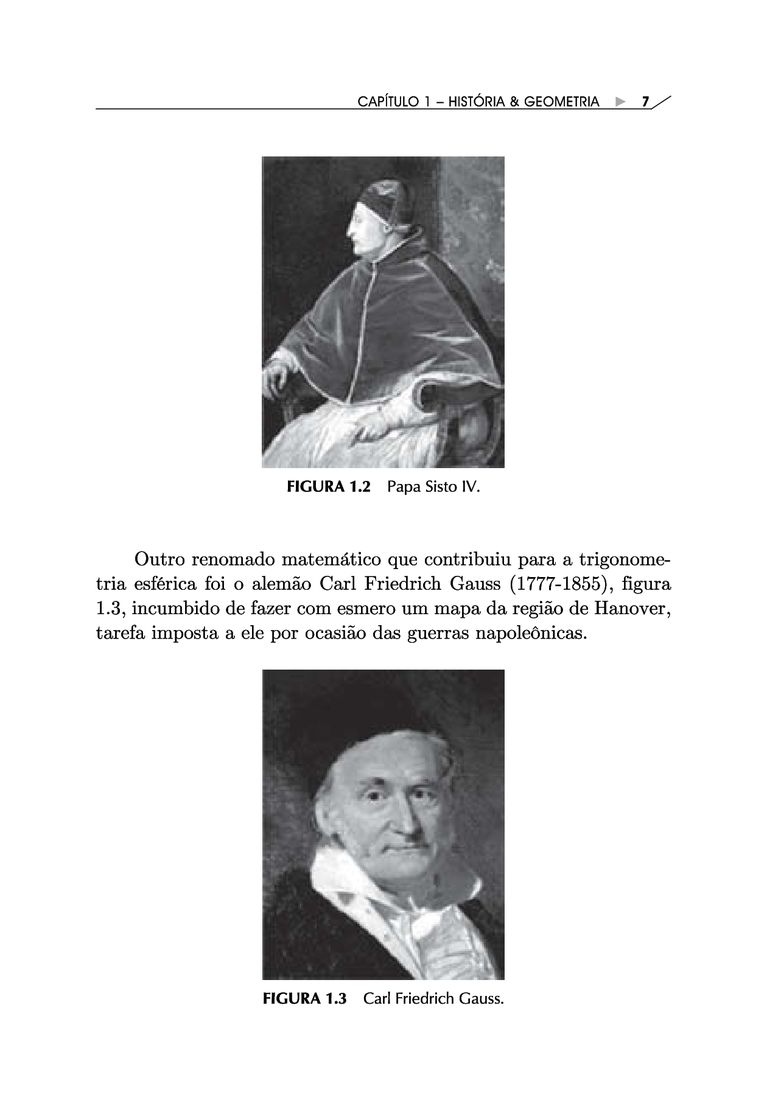 CAPÍTULO 1 – HISTÓRIA & GEOMETRIA ► 7
FIGURA 1.2 Papa Sisto IV.
Outro renomado matemático que contribuiu para a trigonome-
tria esférica foi o alemão Carl Friedrich Gauss (1777-1855), figura
1.3, incumbido de fazer com esmero um mapa da região de Hanover,
tarefa imposta a ele por ocasião das guerras napoleônicas.
FIGURA 1.3 Carl Friedrich Gauss.